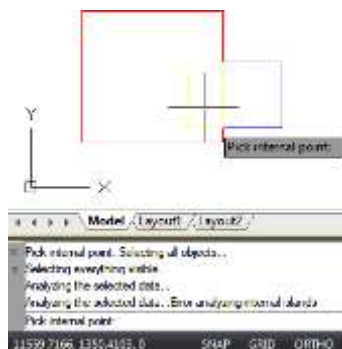 Y
Pick internal point:
X
Model / Layout1 / Layout2 /
Pick internal point: Selecting all objects...
Selecting everything visible...
Analyzing the selected data...
Analyzing the selected data...Error analyzing internal islands
Pick internal point:
11559.7166, 1350.4103, 0 SNAP GRID ORTHO